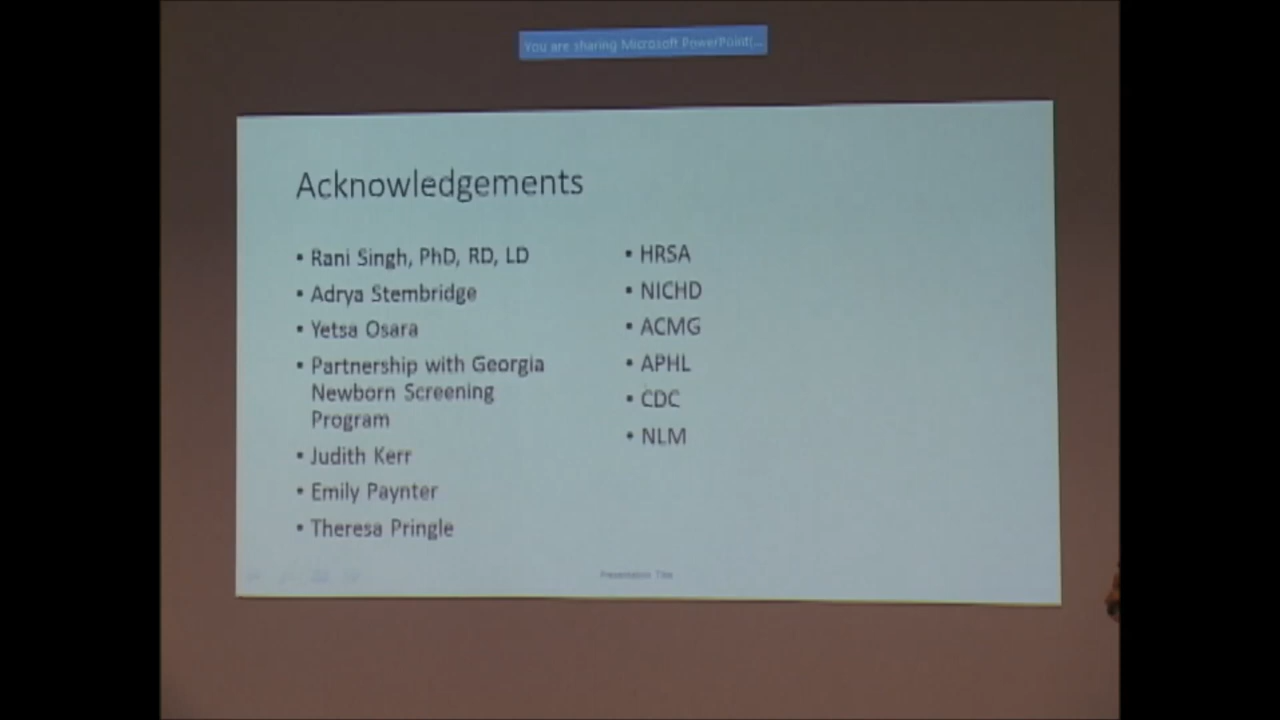 You are sharing Microsoft PowerPoint(...
Acknowledgements
• Rani Singh, PhD, RD, LD
• Adrya Stembridge
• Yetsa Osara
• Partnership with Georgia
Newborn Screening
Program
• Judith Kerr
• Emily Paynter
• Theresa Pringle
• HRSA
• NICHD
• ACMG
• APHL
• CDC
• NLM
Presentation Title